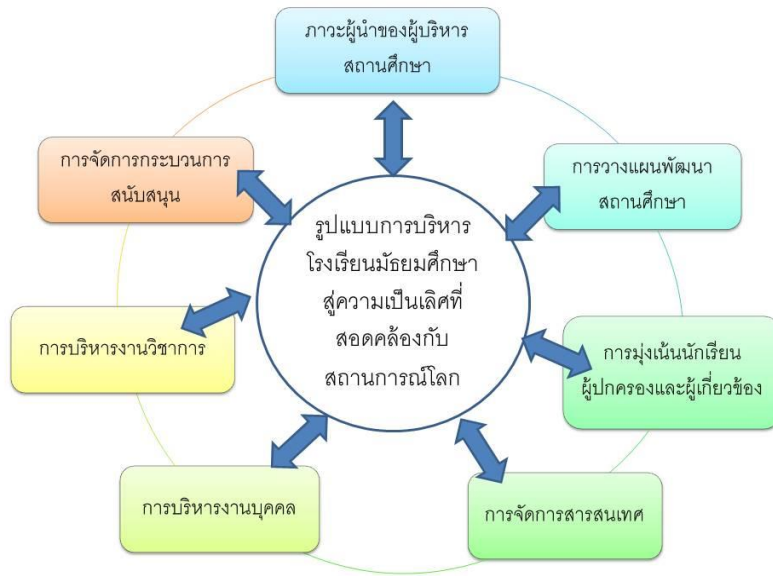 ภาวะผู้นำของผู้บริหาร
สถานศึกษา
การจัดการกระบวนการ
สนับสนุน
การวางแผนพัฒนา
สถานศึกษา
รูปแบบการบริหาร
โรงเรียนมัธยมศึกษา
สู่ความเป็นเลิศที่
สอดคล้องกับ
สถานการณ์โลก
การบริหารงานวิชาการ
การมุ่งเน้นนักเรียน
ผู้ปกครองและผู้เกี่ยวข้อง
การบริหารงานบุคคล
การจัดการสารสนเทศ